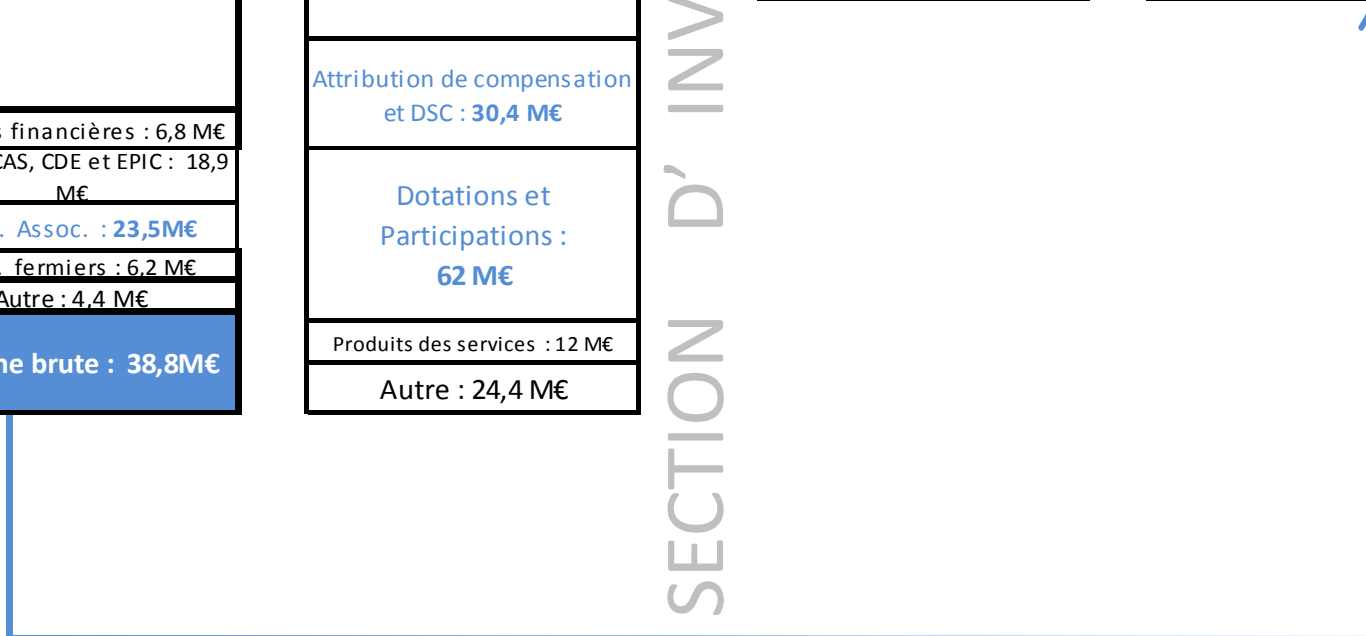 s financières : 6,8 M€
CAS, CDE et EPIC : 18,9
M€
. Assoc. : 23,5M€
. fermiers : 6,2 M€
Autre : 4,4 M€
ne brute : 38,8M€
Attribution de compensation
et DSC : 30,4 M€
Dotations et
Participations :
62 M€
Produits des services : 12 M€
Autre : 24,4 M€
SECTION D’ INV